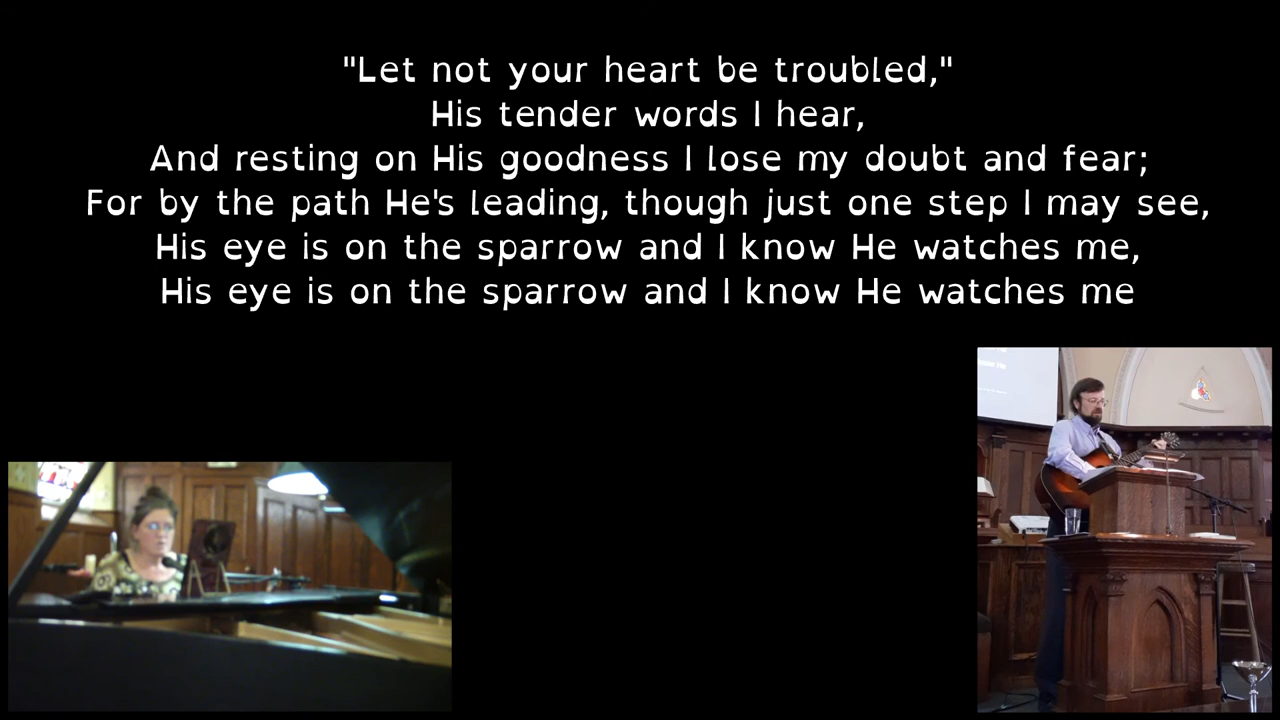 "Let not your heart be troubled,"
His tender words I hear,
And resting on His goodness I lose my doubt and fear;
For by the path He's leading, though just one step I may see,
His eye is on the sparrow and I know He watches me,
His eye is on the sparrow and I know He watches me